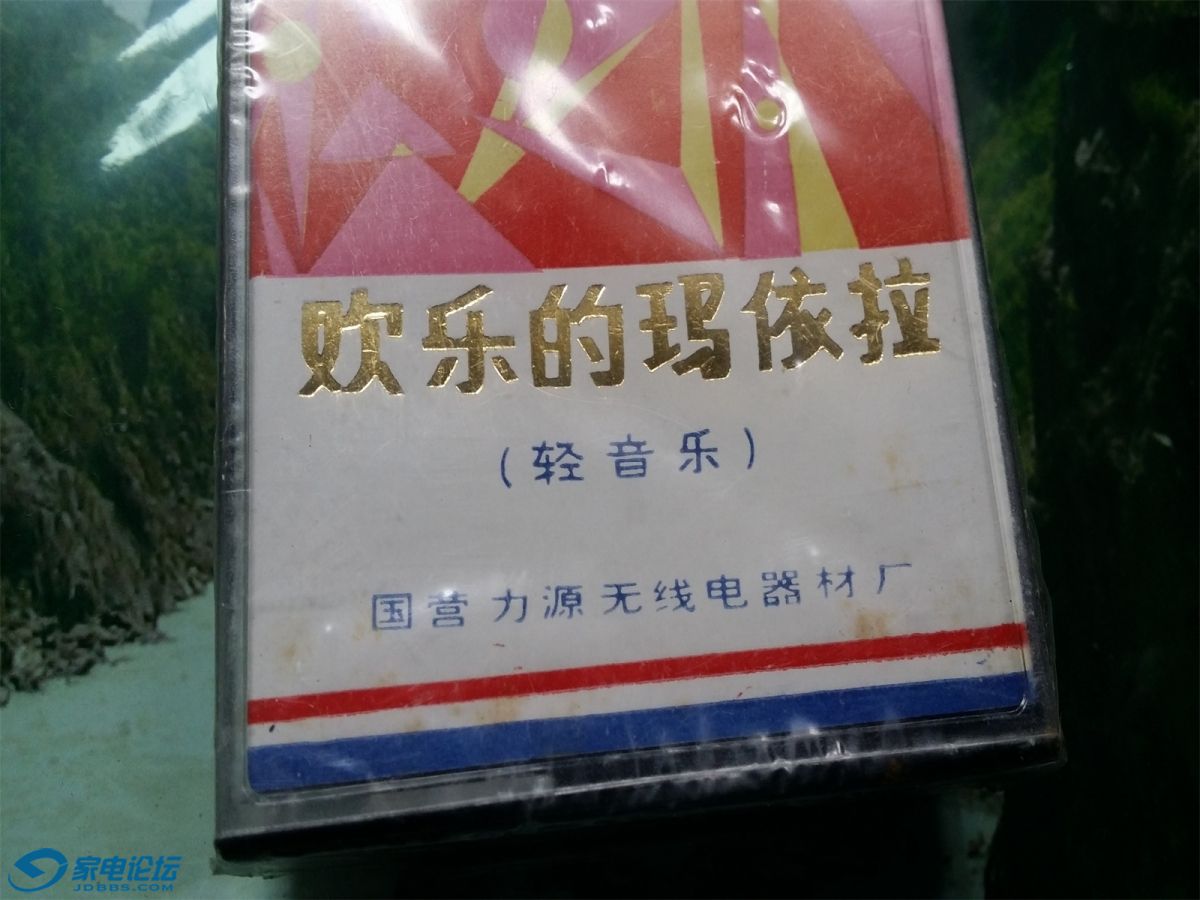 欢乐的玛依拉
（轻音乐）
国营力源无线电器材厂
家电论坛
JDBBS.COM